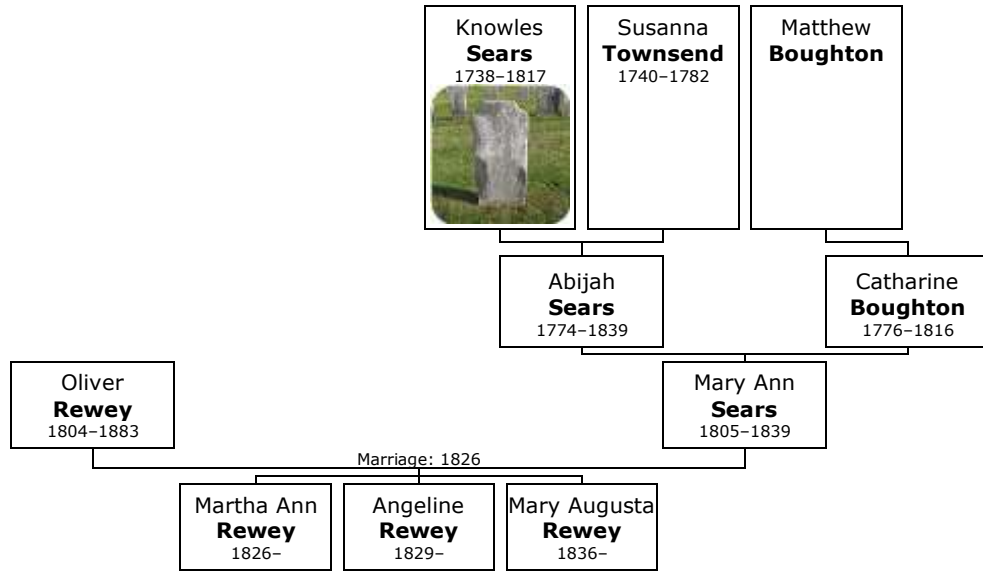 Knowles
Sears
1738–1817
Susanna
Townsend
1740–1782
Matthew
Boughton
Abijah
Sears
1774–1839
Catharine
Boughton
1776–1816
Oliver
Rewey
1804–1883
Mary Ann
Sears
1805–1839
Marriage: 1826
Martha Ann
Rewey
1826–
Angeline
Rewey
1829–
Mary Augusta
Rewey
1836–